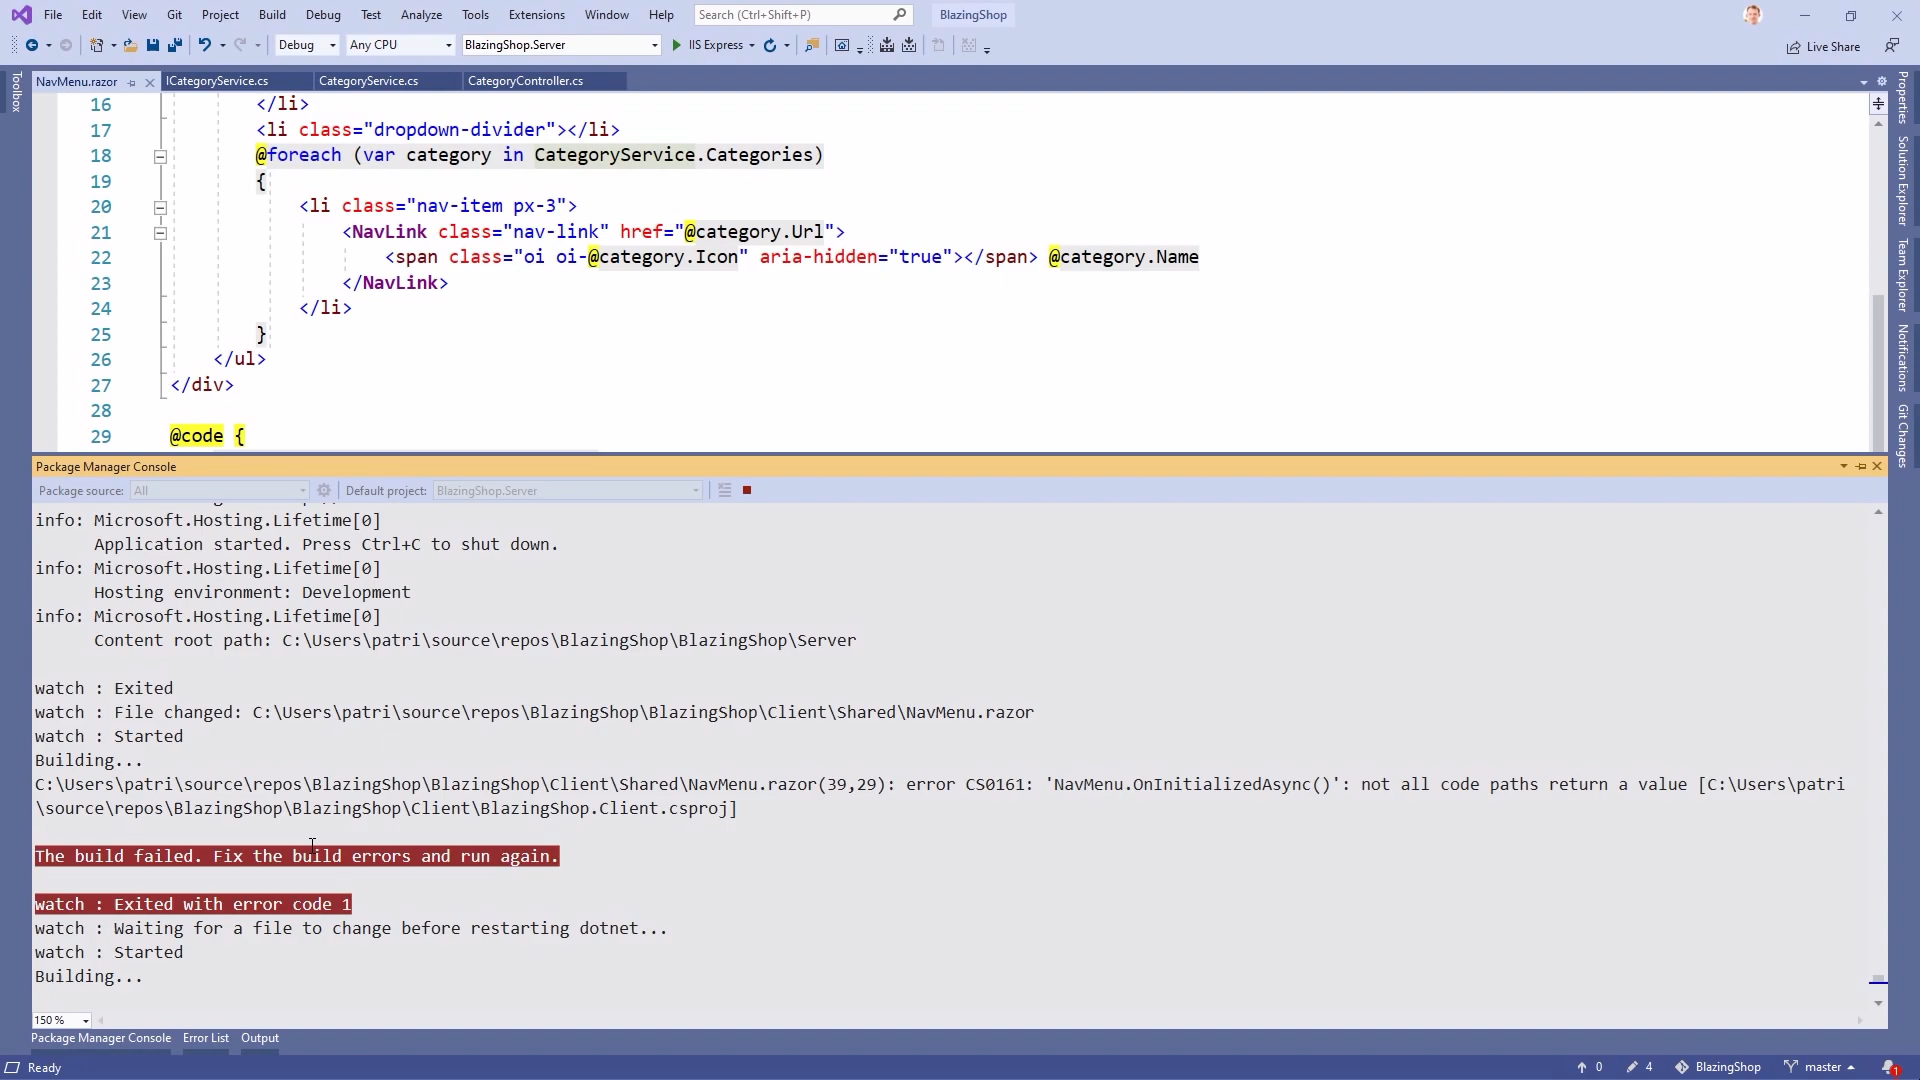 File Edit View Git Project Build Debug Test Analyze Tools Extensions Window Help Search (Ctrl+Shift+P) BlazingShop
Debug Any CPU BlazingShop.Server IIS Express Live Share
Toolbox
NavMenu.razor ICategoryService.cs CategoryService.cs CategoryController.cs
16 </li>
17 <li class="dropdown-divider"></li>
18 @foreach (var category in CategoryService.Categories)
19 {
20 <li class="nav-item px-3">
21 <NavLink class="nav-link" href="@category.Url">
22 <span class="oi oi-@category.Icon" aria-hidden="true"></span> @category.Name
23 </NavLink>
24 </li>
25 }
26 </ul>
27 </div>
28
29 @code {
Properties
Solution Explorer
Team Explorer
Notifications
Git Changes
Package Manager Console
Package source: All Default project: BlazingShop.Server
info: Microsoft.Hosting.Lifetime[0]
Application started. Press Ctrl+C to shut down.
info: Microsoft.Hosting.Lifetime[0]
Hosting environment: Development
info: Microsoft.Hosting.Lifetime[0]
Content root path: C:\Users\patri\source\repos\BlazingShop\BlazingShop\Server
watch : Exited
watch : File changed: C:\Users\patri\source\repos\BlazingShop\BlazingShop\Client\Shared\NavMenu.razor
watch : Started
Building...
C:\Users\patri\source\repos\BlazingShop\BlazingShop\Client\Shared\NavMenu.razor(39,29): error CS0161: 'NavMenu.OnInitializedAsync()': not all code paths return a value [C:\Users\patri
\source\repos\BlazingShop\BlazingShop\Client\BlazingShop.Client.csproj]
The build failed. Fix the build errors and run again.
watch : Exited with error code 1
watch : Waiting for a file to change before restarting dotnet...
watch : Started
Building...
150 %
Package Manager Console Error List Output
Ready 0 4 BlazingShop master 1